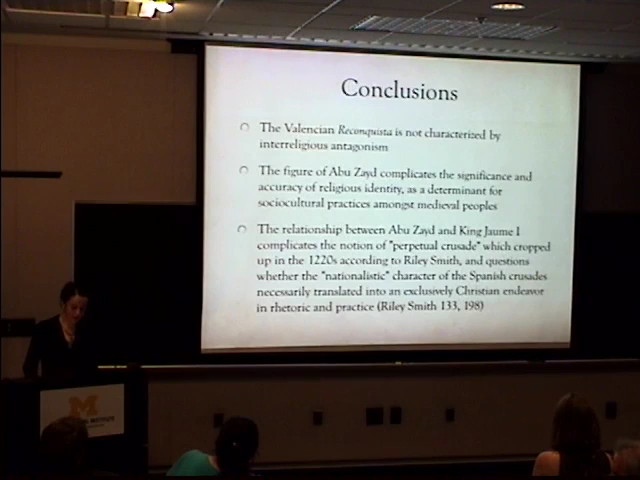 Conclusions
The Valencian Reconquista is not characterized by
interreligious antagonism
The figure of Abu Zayd complicates the significance and
accuracy of religious identity, as a determinant for
sociocultural practices amongst medieval peoples
The relationship between Abu Zayd and King Jaume I
complicates the notion of "perpetual crusade" which cropped
up in the 1220s according to Riley Smith, and questions
whether the "nationalistic" character of the Spanish crusades
necessarily translated into an exclusively Christian endeavor
in rhetoric and practice (Riley Smith 133, 198)
M
INSTITUTE